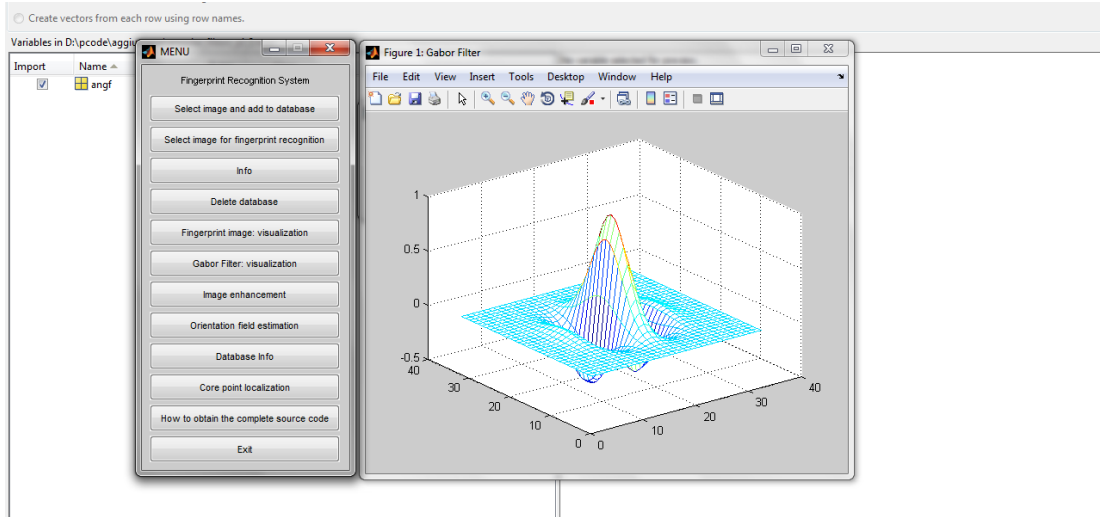 Create vectors from each row using row names.
Variables in D:\pcode\aggiu
Import Name
angf
MENU
Fingerprint Recognition System
Select image and add to database
Select image for fingerprint recognition
Info
Delete database
Fingerprint image: visualization
Gabor Filter: visualization
Image enhancement
Orientation field estimation
Database Info
Core point localization
How to obtain the complete source code
Exit
Figure 1: Gabor Filter
File Edit View Insert Tools Desktop Window Help
1
0.5
0
-0.5
40
30
20
10
0
0
10
20
30
40